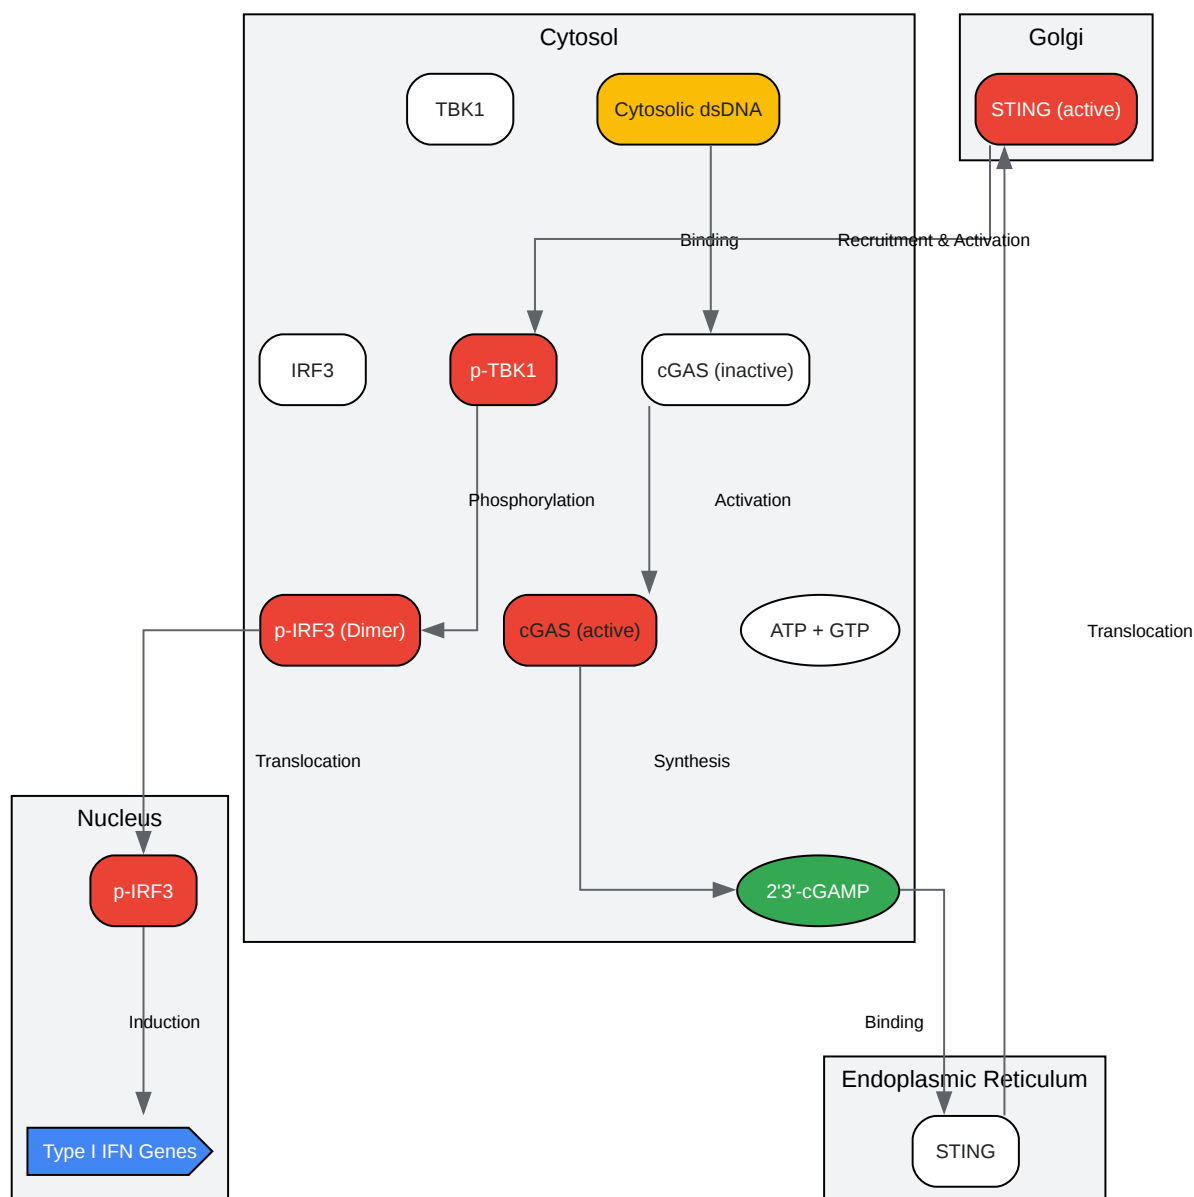 Cytosol
Golgi
TBK1
Cytosolic dsDNA
STING (active)
Binding
Recruitment & Activation
IRF3
p-TBK1
cGAS (inactive)
Phosphorylation
Activation
p-IRF3 (Dimer)
cGAS (active)
ATP + GTP
Translocation
Translocation
Synthesis
Nucleus
p-IRF3
2'3'-cGAMP
Induction
Binding
Endoplasmic Reticulum
Type I IFN Genes
STING